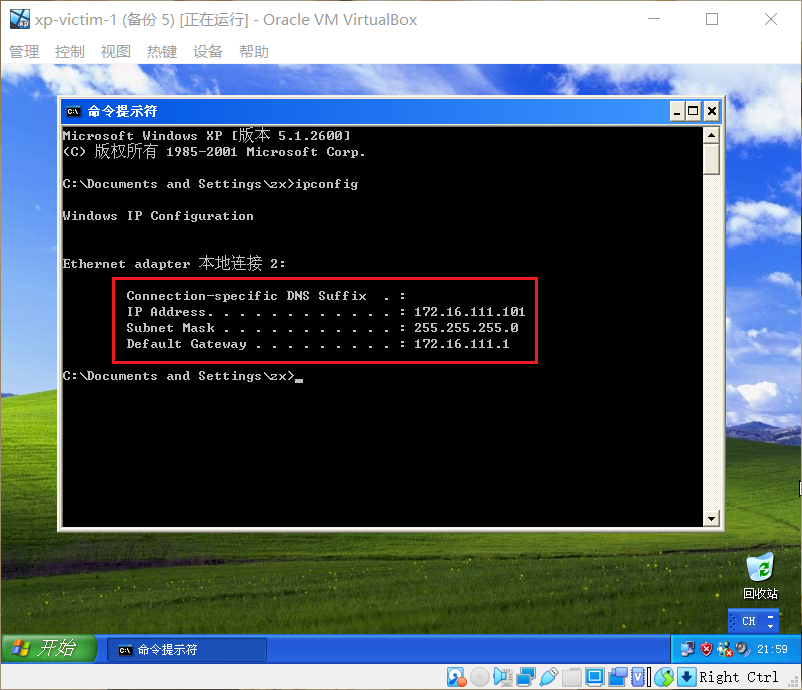 xp-victim-1 (备份 5) [正在运行] - Oracle VM VirtualBox
管理 控制 视图 热键 设备 帮助
命令提示符
Microsoft Windows XP [版本 5.1.2600]
(C) 版权所有 1985-2001 Microsoft Corp.
C:\Documents and Settings\zx>ipconfig
Windows IP Configuration
Ethernet adapter 本地连接 2:
Connection-specific DNS Suffix  . :
IP Address. . . . . . . . . . . . : 172.16.111.101
Subnet Mask . . . . . . . . . . . : 255.255.255.0
Default Gateway . . . . . . . . . : 172.16.111.1
C:\Documents and Settings\zx>_
回收站
CH
开始 命令提示符 21:59
Right Ctrl